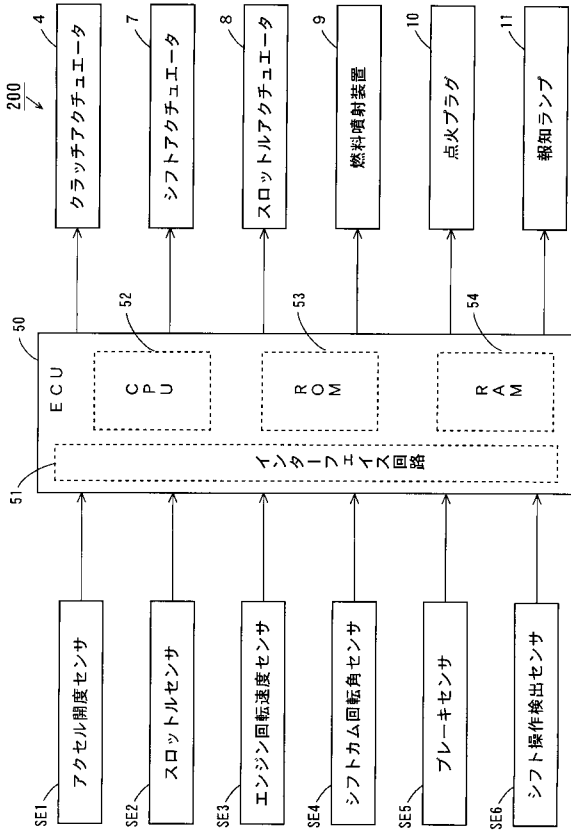 200
SE1
アクセル開度センサ
SE2
スロットルセンサ
SE3
エンジン回転速度センサ
SE4
シフトカム回転角センサ
SE5
ブレーキセンサ
SE6
シフト操作検出センサ
50
ECU
51
インターフェイス回路
52
CPU
53
ROM
54
RAM
4
クラッチアクチュエータ
7
シフトアクチュエータ
8
スロットルアクチュエータ
9
燃料噴射装置
10
点火プラグ
11
報知ランプ